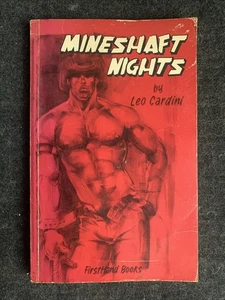 MINESHAFT
NIGHTS
by
Leo Cardini
FirstHand Books